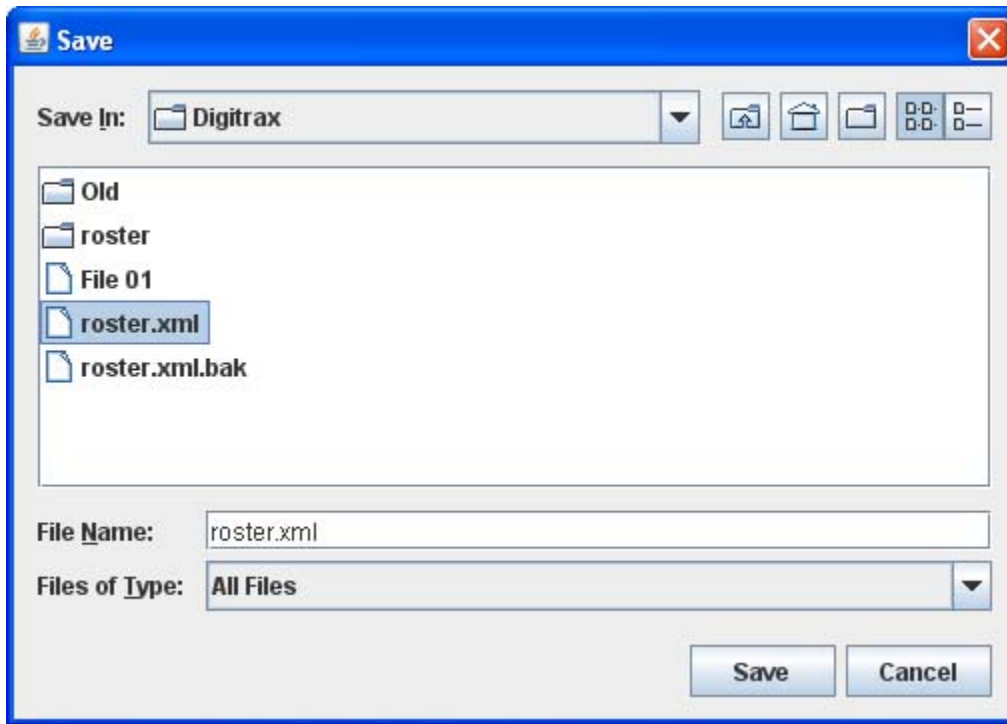 Save
Save In: Digitrax
Old
roster
File 01
roster.xml
roster.xml.bak
File Name: roster.xml
Files of Type: All Files
Save Cancel